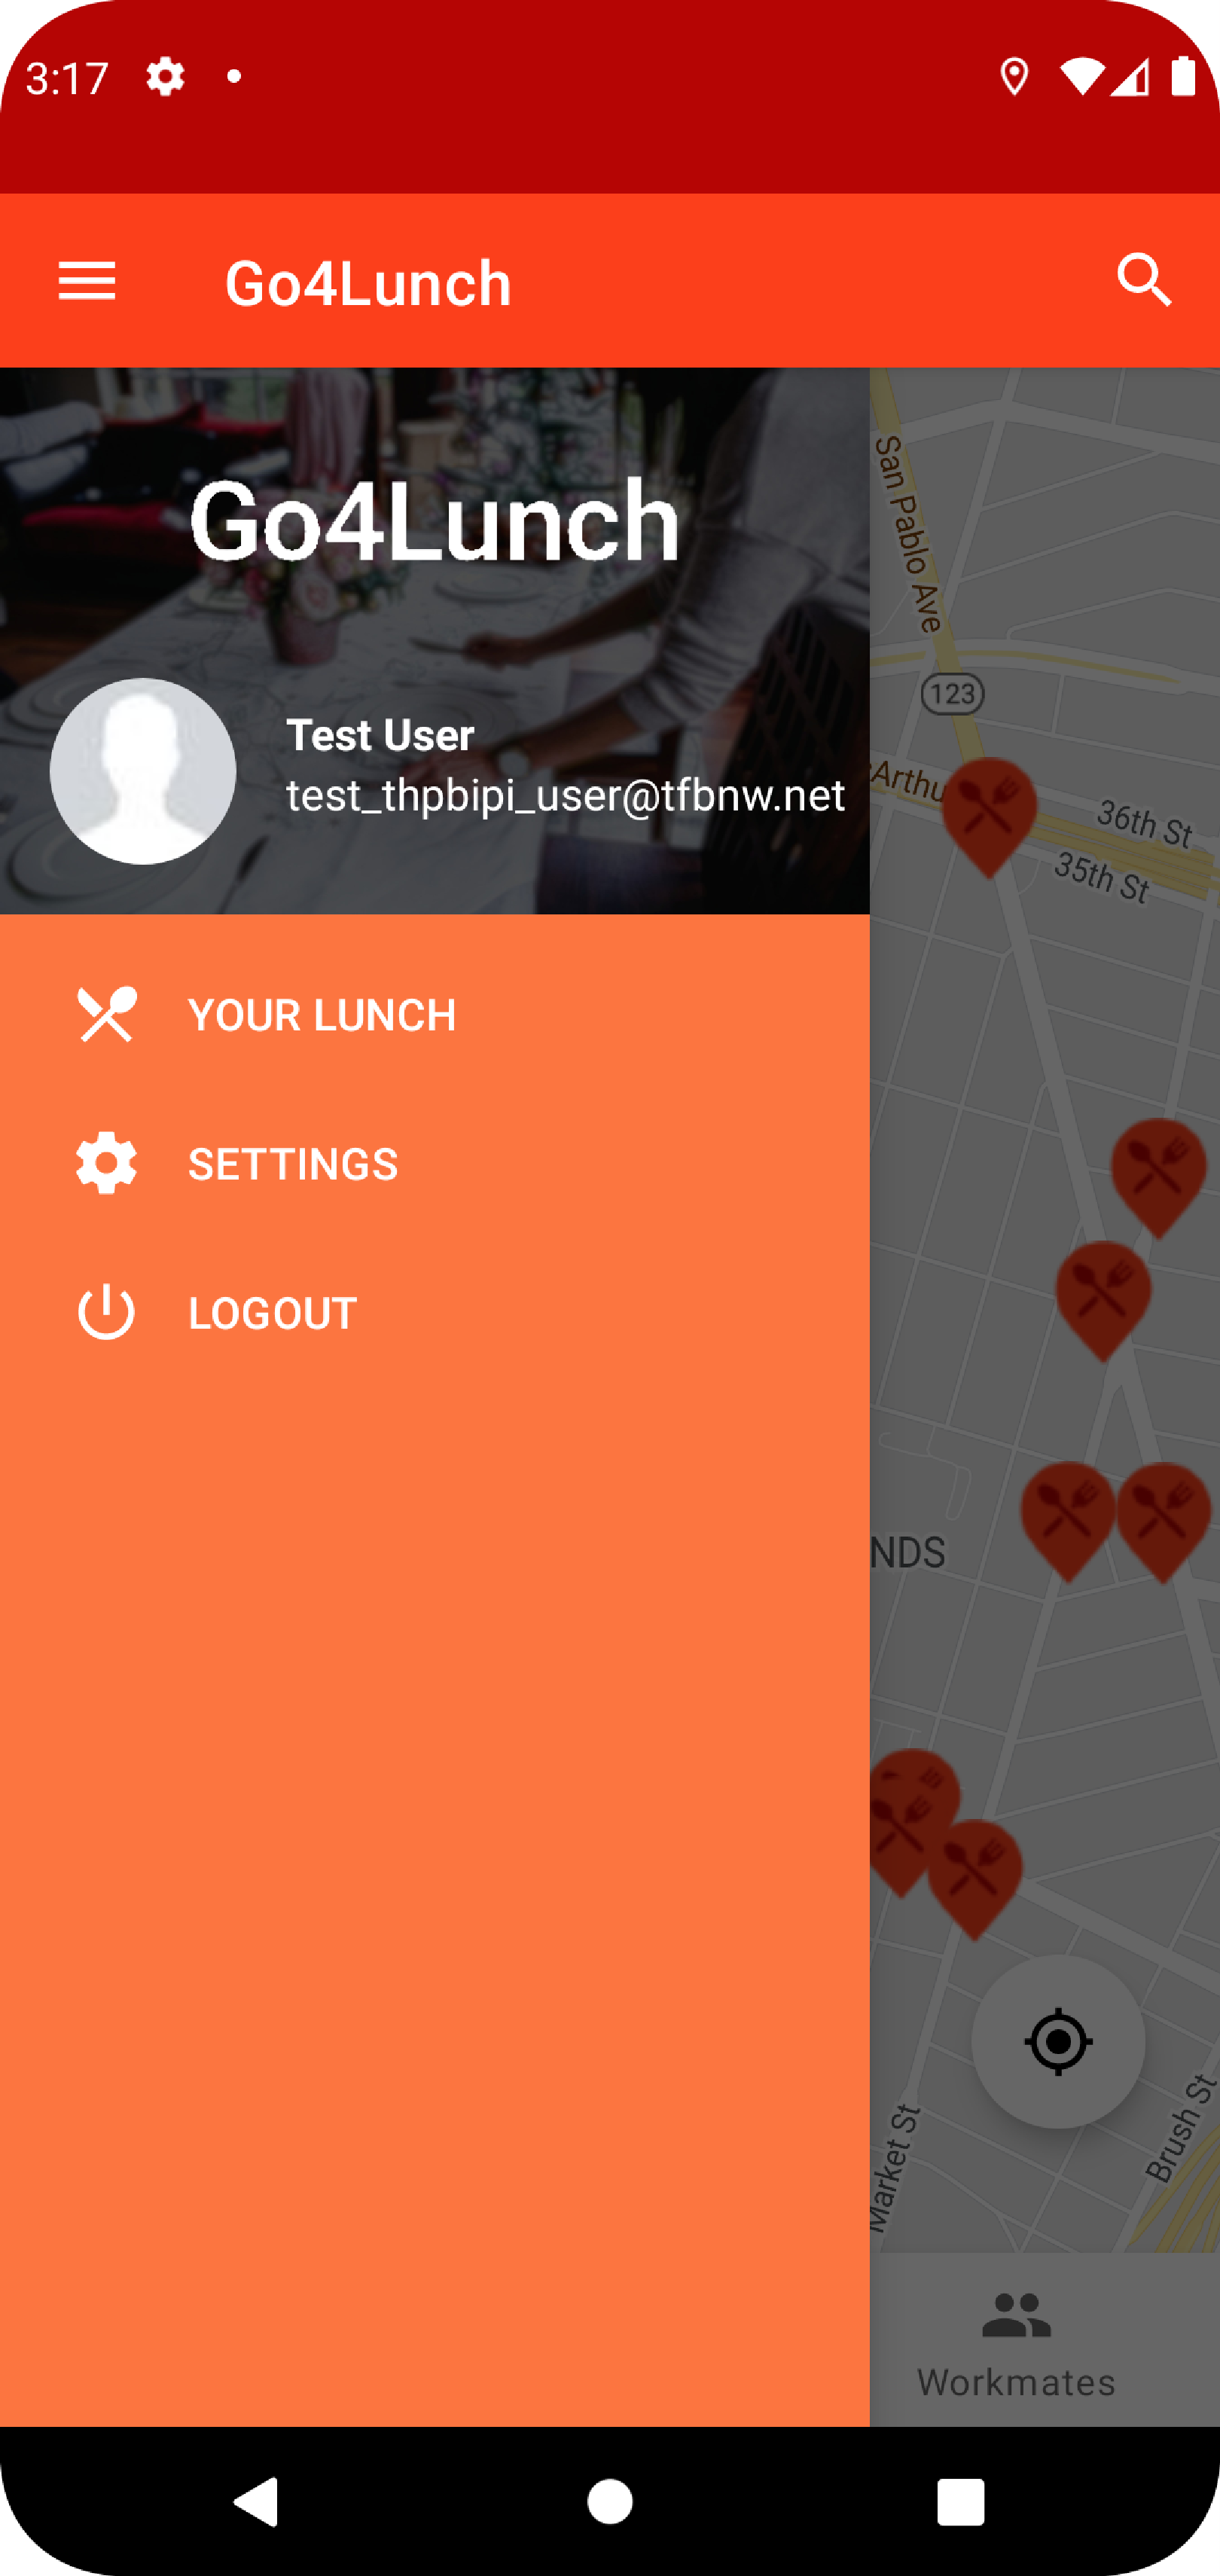 3:17
Go4Lunch
Go4Lunch
Test User
test_thpbipi_user@tfbnw.net
YOUR LUNCH
SETTINGS
LOGOUT
San Pablo Ave
123
Arthu
36th St
35th St
NDS
Market St
Brush St
Workmates